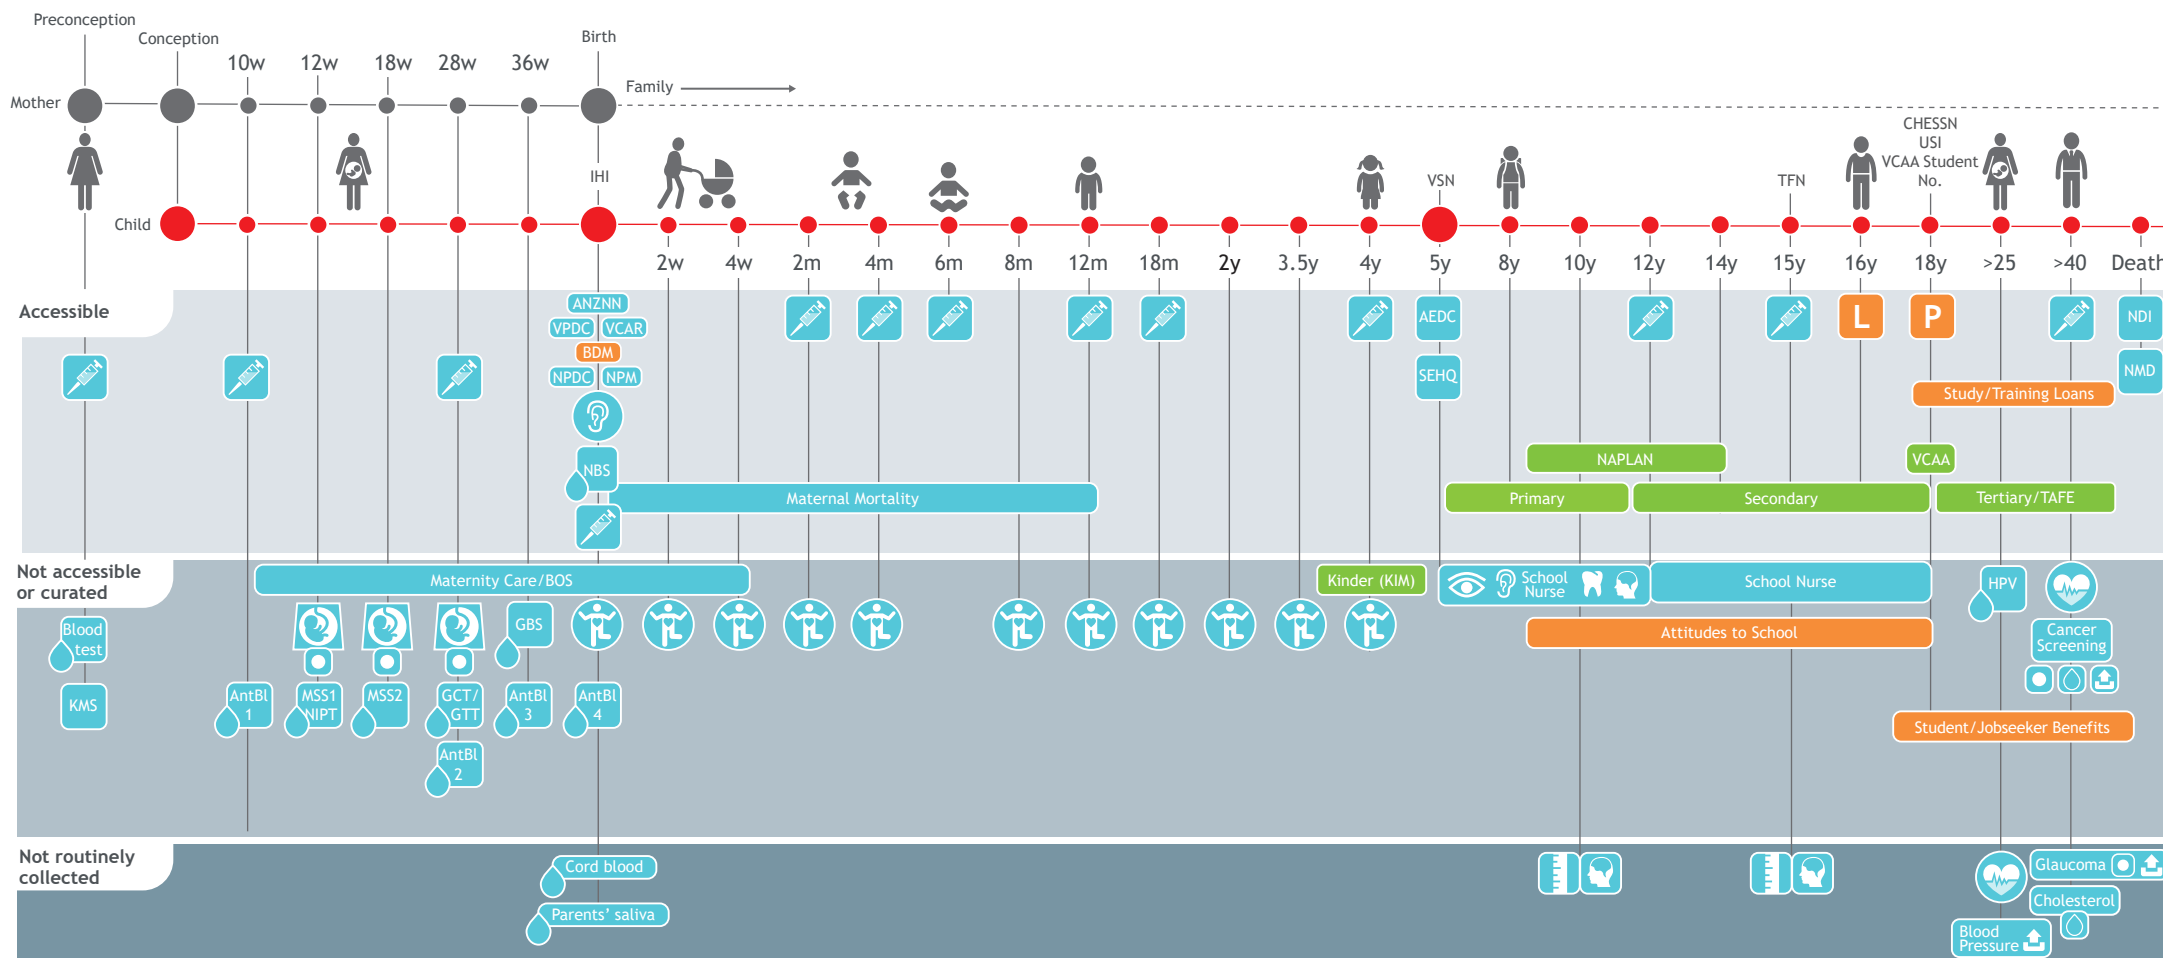 Preconception
Conception
Birth
10w
12w
18w
28w
36w
Family
Mother
CHESSN
USI
VCAA Student
No.
IHI
VSN
TFN
Child
2w
4w
2m
4m
6m
8m
12m
18m
2y
3.5y
4y
5y
8y
10y
12y
14y
15y
16y
18y
>25
>40
Death
Accessible
ANZNN
VPDC
VCAR
BDM
NPDC
NPM
AEDC
SEHQ
L
P
NDI
NMD
Study/Training Loans
NBS
NAPLAN
VCAA
Maternal Mortality
Primary
Secondary
Tertiary/TAFE
Not accessible
or curated
Maternity Care/BOS
Kinder (KIM)
School
Nurse
School Nurse
HPV
Blood
test
GBS
Attitudes to School
Cancer
Screening
KMS
AntBl
1
MSS1
NIPT
MSS2
GCT/
GTT
AntBl
3
AntBl
4
Student/Jobseeker Benefits
AntBl
2
Not routinely
collected
Cord blood
Parents' saliva
Glaucoma
Cholesterol
Blood
Pressure